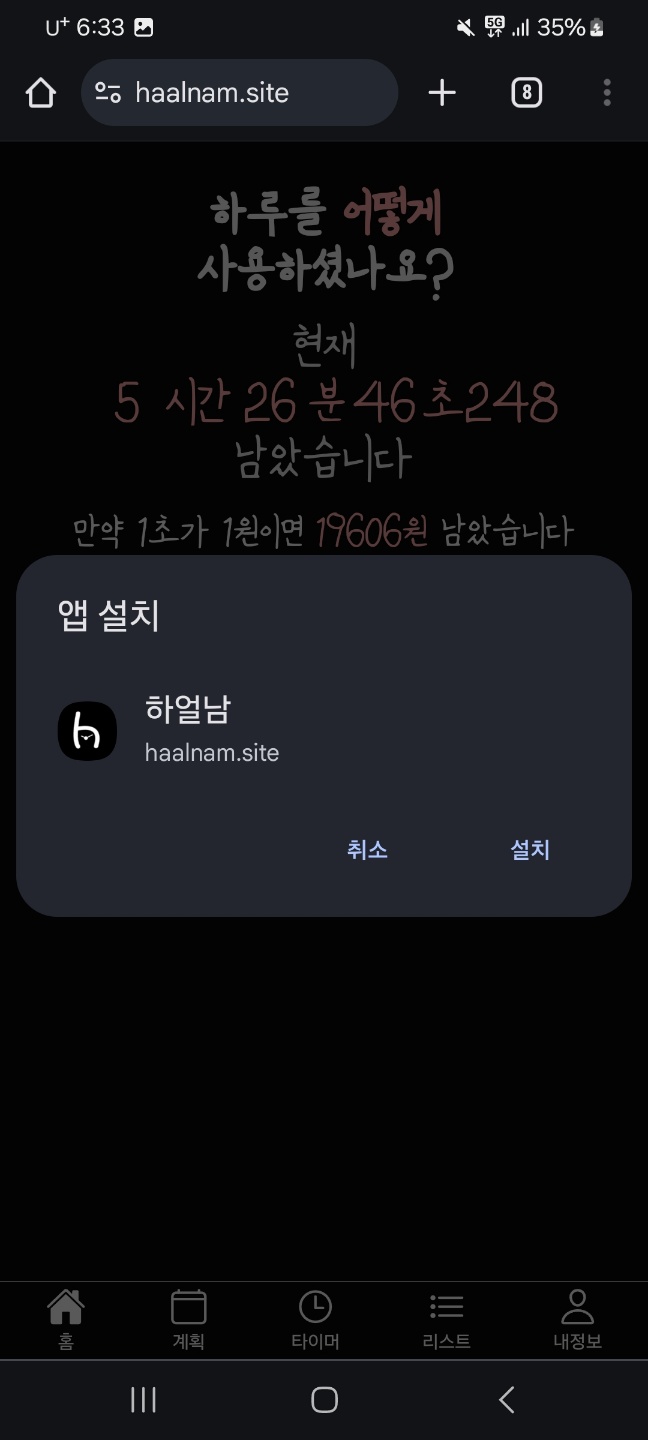 U+ 6:33 5G 35%
haalnam.site 8
하루를 어떻게
사용하셨나요?
현재
5 시간 26 분 46 초 248
남았습니다
만약 1초가 1원이면 19606원 남았습니다
앱 설치
하얼남
haalnam.site
취소 설치
홈 계획 타이머 리스트 내정보